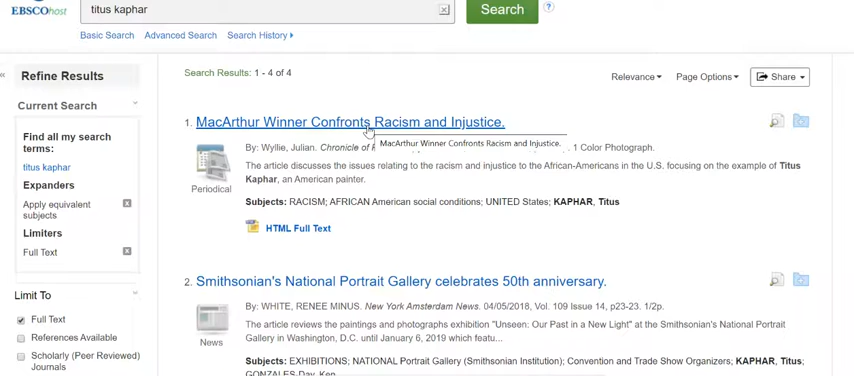 EBSCOhost
titus kaphar
Search
?
Basic Search Advanced Search Search History
Refine Results
Search Results: 1 - 4 of 4
Relevance Page Options Share
Current Search
Find all my search terms:
titus kaphar
Expanders
Apply equivalent subjects
Limiters
Full Text
Limit To
Full Text
References Available
Scholarly (Peer Reviewed) Journals
1. MacArthur Winner Confronts Racism and Injustice.
MacArthur Winner Confronts Racism and Injustice.
By: Wyllie, Julian. Chronicle of 1 Color Photograph.
Periodical
The article discusses the issues relating to the racism and injustice to the African-Americans in the U.S. focusing on the example of Titus
Kaphar, an American painter.
Subjects: RACISM; AFRICAN American social conditions; UNITED States; KAPHAR, Titus
HTML Full Text
2. Smithsonian's National Portrait Gallery celebrates 50th anniversary.
By: WHITE, RENEE MINUS. New York Amsterdam News. 04/05/2018, Vol. 109 Issue 14, p23-23. 1/2p.
News
The article reviews the paintings and photographs exhibition "Unseen: Our Past in a New Light" at the Smithsonian's National Portrait
Gallery in Washington, D.C. until January 6, 2019 which featu...
Subjects: EXHIBITIONS; NATIONAL Portrait Gallery (Smithsonian Institution); Convention and Trade Show Organizers; KAPHAR, Titus;
GONZALES-Day, Ken